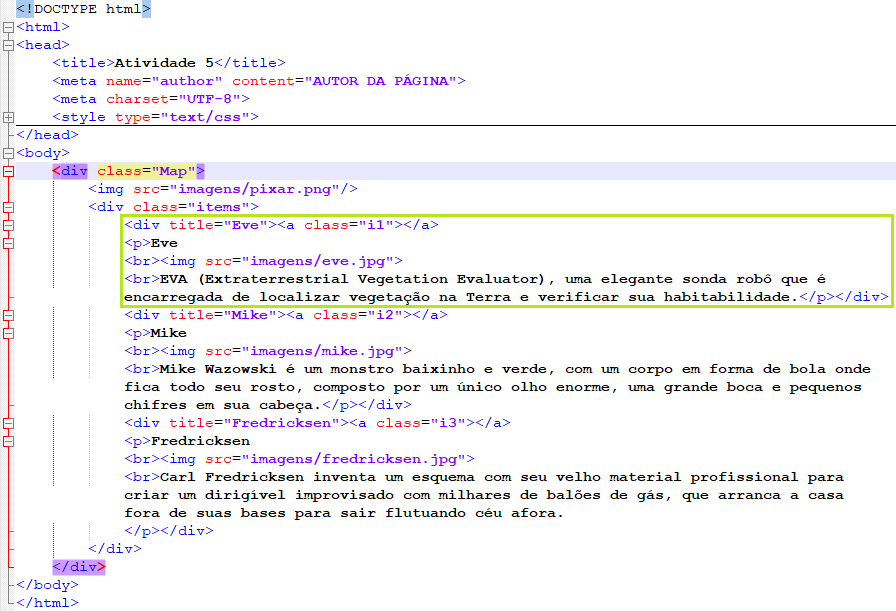 <!DOCTYPE html>
<html>
<head>
<title>Atividade 5</title>
<meta name="author" content="AUTOR DA PÁGINA">
<meta charset="UTF-8">
<style type="text/css">
</head>
<body>
<div class="Map">
<img src="imagens/pixar.png"/>
<div class="items">
<div title="Eve"><a class="i1"></a>
<p>Eve
<br><img src="imagens/eve.jpg">
<br>EVA (Extraterrestrial Vegetation Evaluator), uma elegante sonda robô que é
encarregada de localizar vegetação na Terra e verificar sua habitabilidade.</p></div>
<div title="Mike"><a class="i2"></a>
<p>Mike
<br><img src="imagens/mike.jpg">
<br>Mike Wazowski é um monstro baixinho e verde, com um corpo em forma de bola onde
fica todo seu rosto, composto por um único olho enorme, uma grande boca e pequenos
chifres em sua cabeça.</p></div>
<div title="Fredricksen"><a class="i3"></a>
<p>Fredricksen
<br><img src="imagens/fredricksen.jpg">
<br>Carl Fredricksen inventa um esquema com seu velho material profissional para
criar um dirigível improvisado com milhares de balões de gás, que arranca a casa
fora de suas bases para sair flutuando céu afora.
</p></div>
</div>
</div>
</body>
</html>